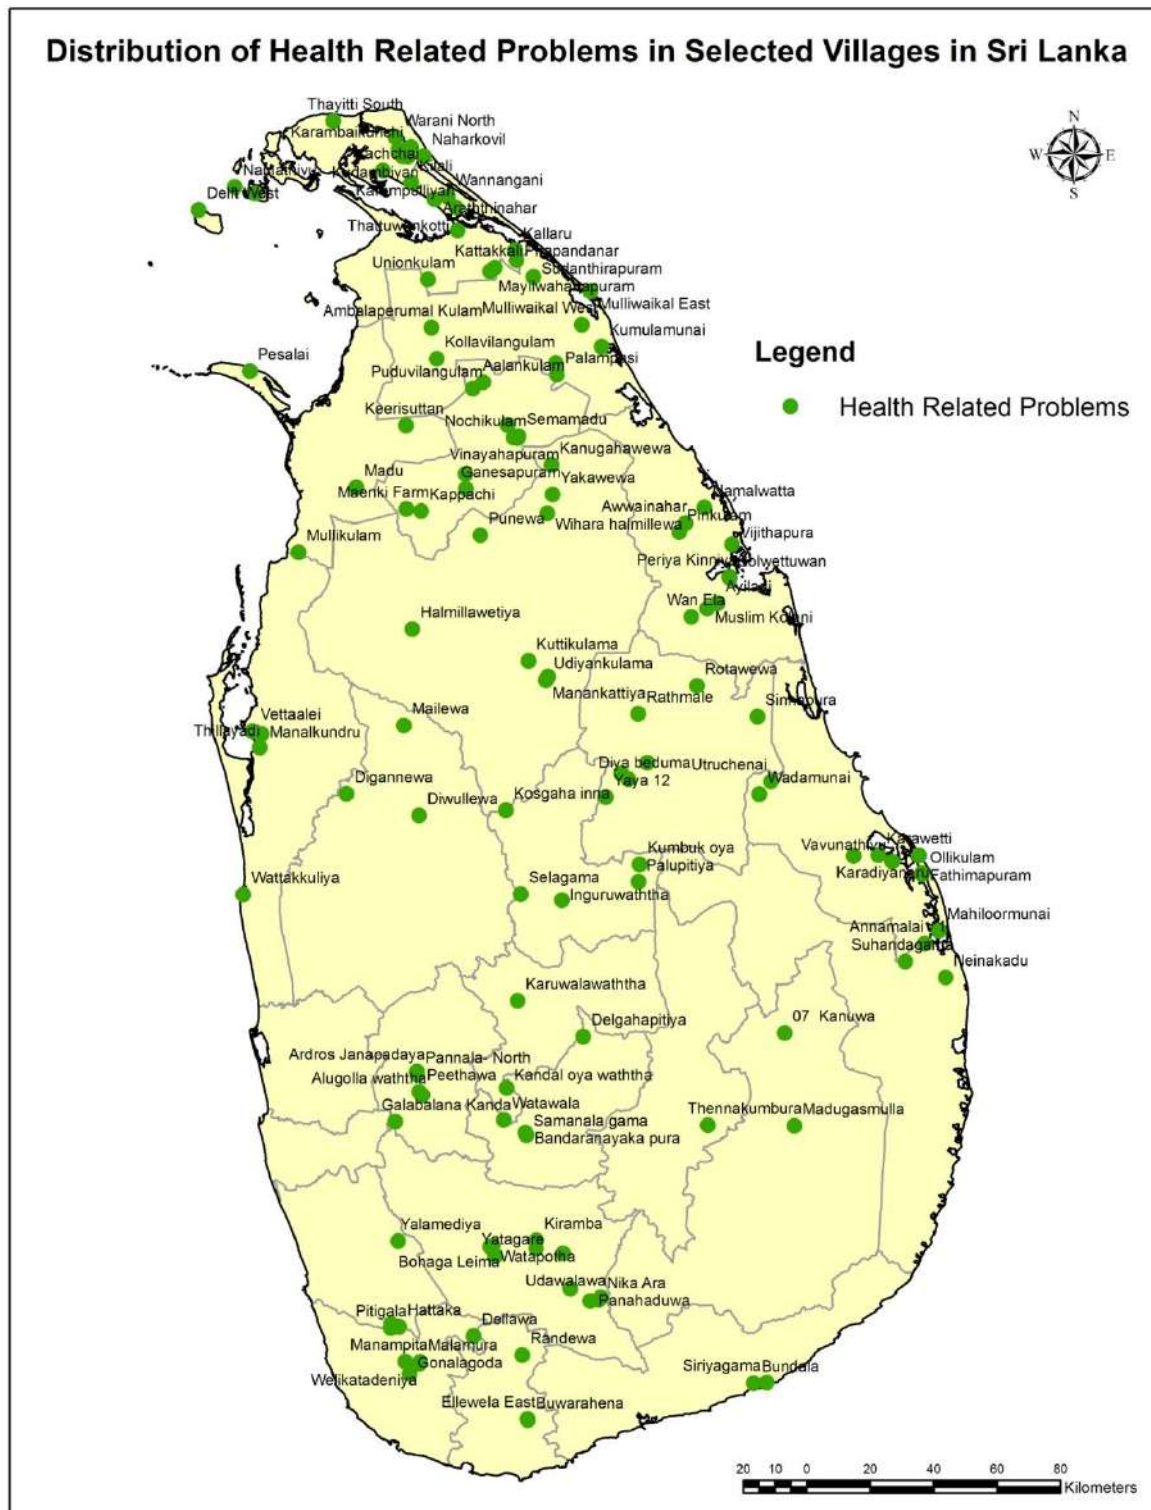 Distribution of Health Related Problems in Selected Villages in Sri Lanka
Thayitti South
Warani North
Karambaikurichi
Naharkovil
N
W E
S
Kilali
Wannangani
Delft West
Araththinahar
Kallaru
Kattakkali
Unionkulam
Sudanthirapuram
Mulliwaikal West
Mulliwaikal East
Ambalaperumal Kulam
Kumulamunai
Legend
Kollavilangulam
Pesalai
Aalankulam
Puduvilangulam
Health Related Problems
Keerisuttan
Nochikulam
Semamadu
Vinayahapuram
Kanugahawewa
Madu
Ganesapuram
Yakawewa
Maenki Farm
Kappachi
Awwainahar
Punewa
Wihara halmillewa
Mullikulam
Wan Ela
Halmillawetiya
Kuttikulama
Udiyankulama
Rotawewa
Manankattiya
Rathmale
Vettaalei
Mailewa
Manalkundru
Diya beduma
Utruchenai
Digannewa
Yaya 12
Wadamunai
Diwullewa
Kosgaha inna
Kumbuk oya
Ollikulam
Palupitiya
Fathimapuram
Wattakkuliya
Selagama
Inguruwaththa
Mahiloormunai
Annamalai
Neinakadu
Karuwalawaththa
07 Kanuwa
Delgahapitiya
Ardros Janapadaya
Pannala- North
Alugolla waththa
Peethawa
Kandal oya waththa
Galabalana Kanda
Watawala
Samanala gama
Thennakumbura
Madugasmulla
Bandaranayaka pura
Yalamediya
Kiramba
Yatagare
Bohaga Leima
Watapotha
Udawalawa
Nika Ara
Panahaduwa
Pitigala
Hattaka
Randewa
Manampita
Malamura
Gonalagoda
Siriyagama
Bundala
Welikatadeniya
Ellewela East
Buwarahena
20 10 0 20 40 60 80
Kilometers